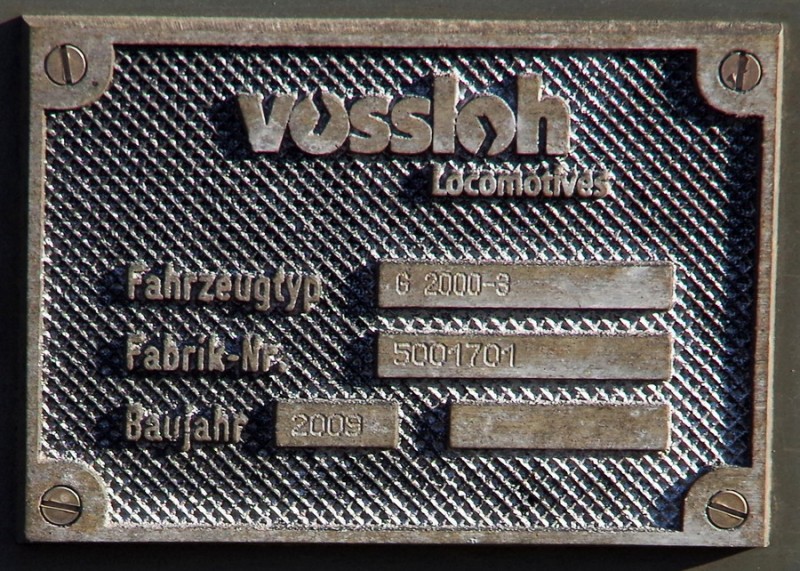 vossloh
Locomotives
Fahrzeugtyp G 2000-3
Fabrik-Nr. 5001701
Baujahr 2009